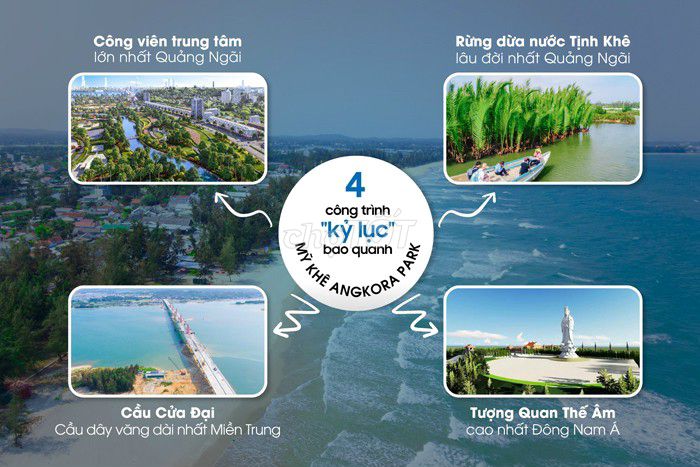 Công viên trung tâm
lớn nhất Quảng Ngãi
Rừng dừa nước Tịnh Khê
lâu đời nhất Quảng Ngãi
4
công trình
"kỷ lục"
bao quanh
MỸ KHÊ ANGKORA PARK
chợTỐT
Cầu Cửa Đại
Cầu dây văng dài nhất Miền Trung
Tượng Quan Thế Âm
cao nhất Đông Nam Á